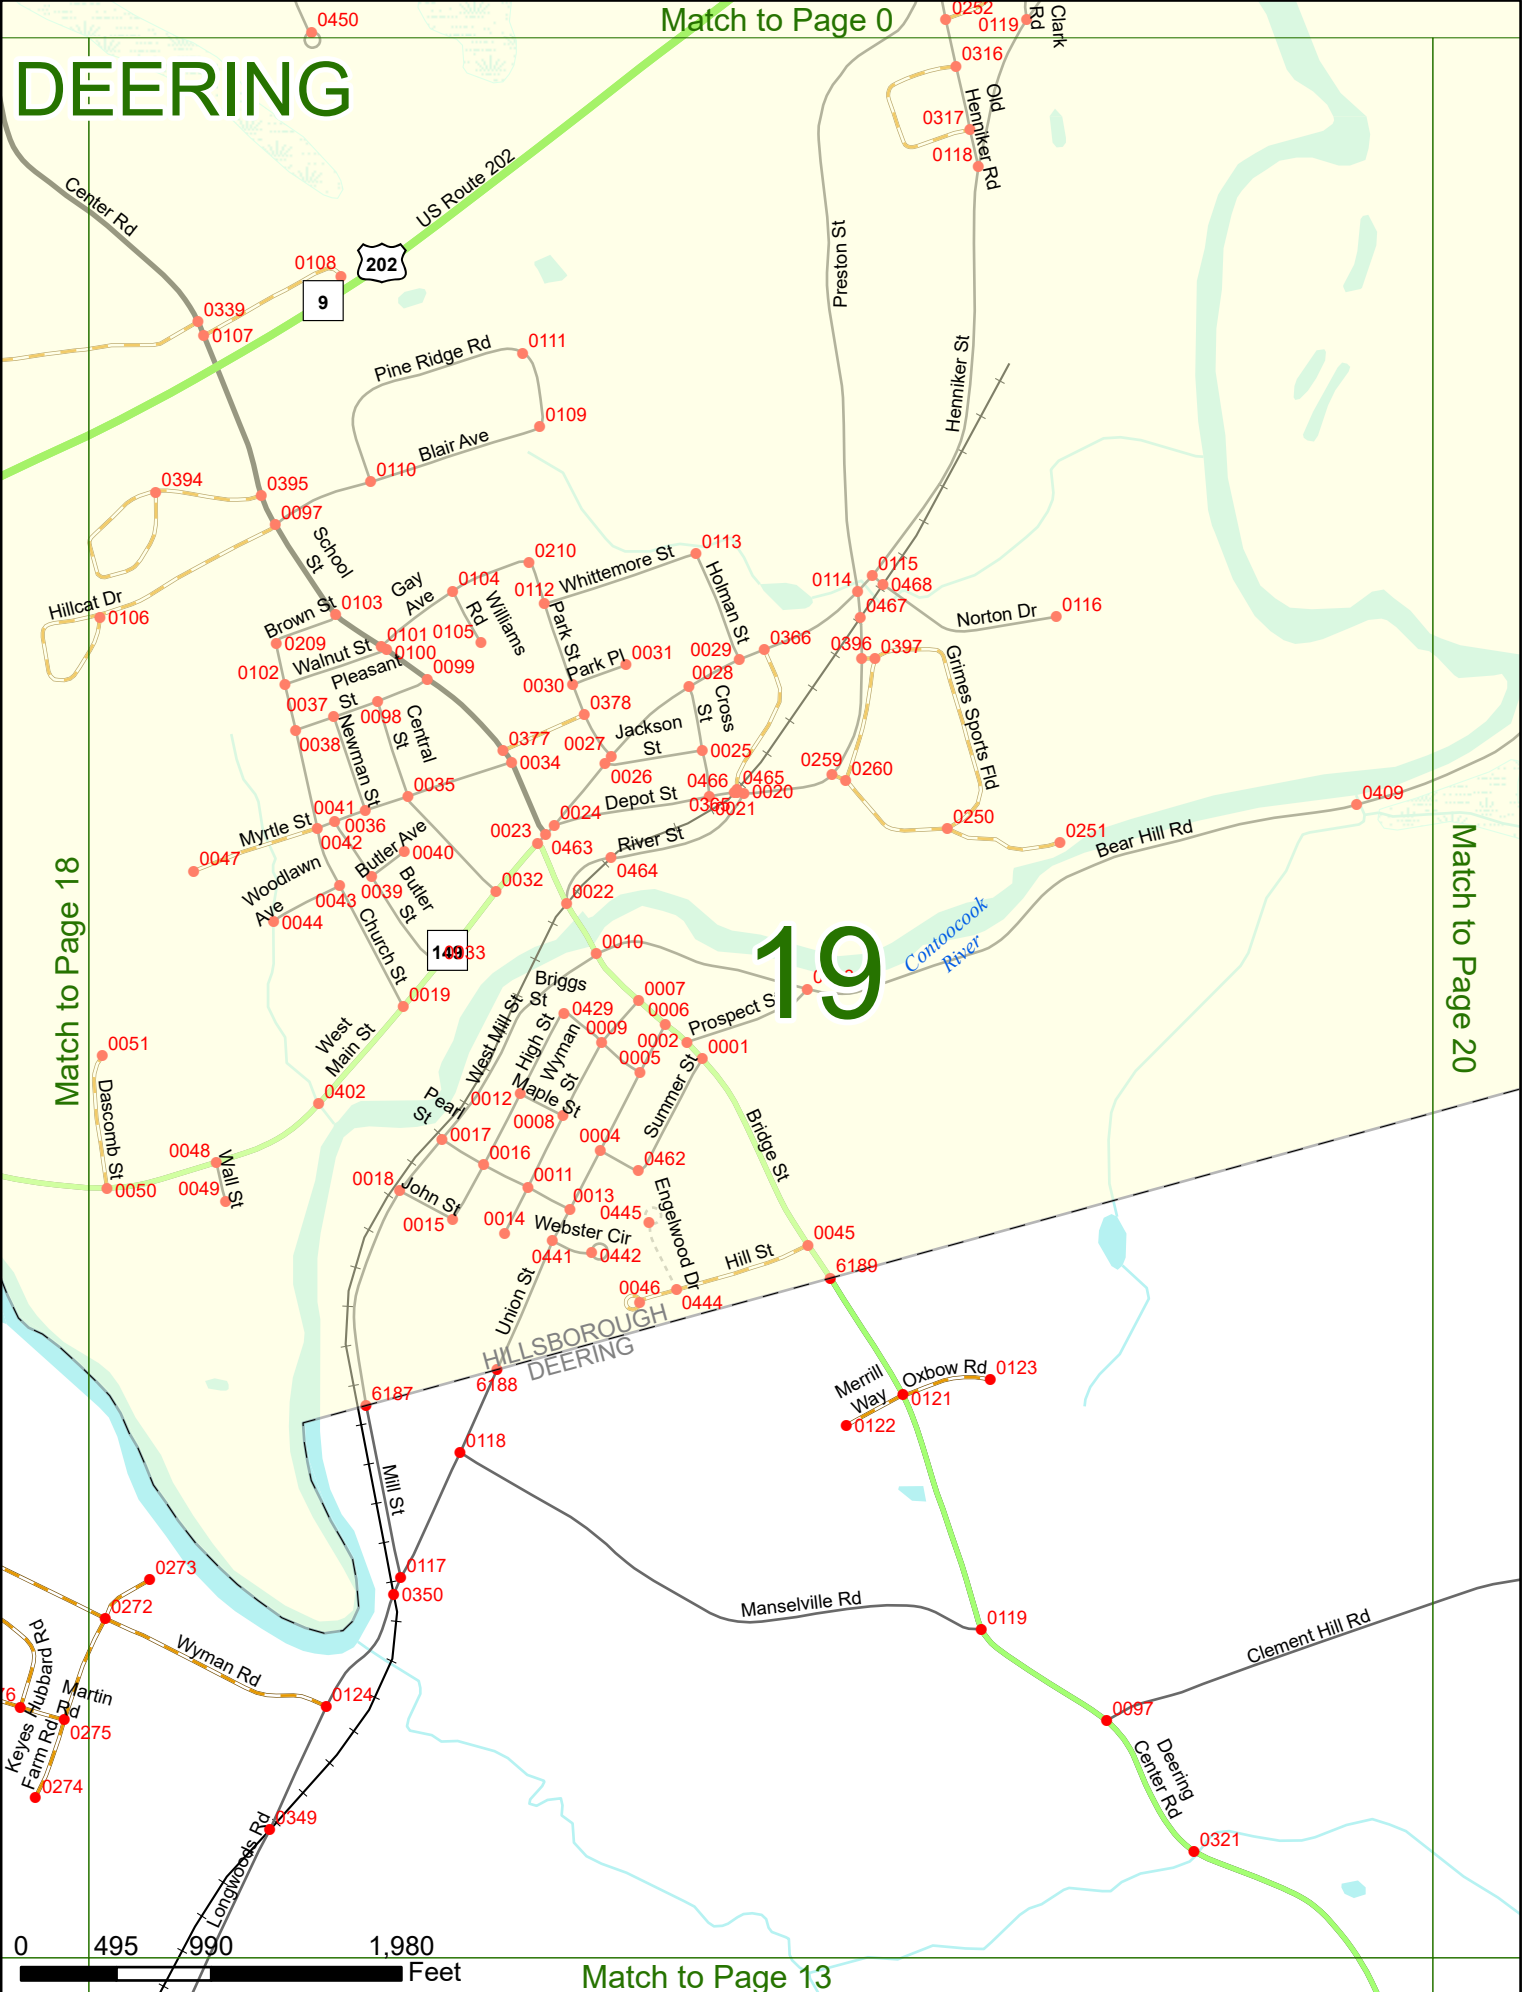 Match to Page 0
0450
0252
0119
Clark
Rd
DEERING
0316
Old
Henniker Rd
0317
0118
Center Rd
US Route 202
202
0108
9
0339
0107
Preston St
Henniker St
Pine Ridge Rd
0111
0109
Blair Ave
0110
0394
0395
0097
School
St
0210
0113
Whittemore St
0104
Gay
Ave
Williams
Rd
0112
Park St
Holman St
0115
0114
0468
0467
Norton Dr
0116
Hillcat Dr
0106
Brown St
0103
0209
0101
0100
0105
Walnut St
0102
Pleasant
St
0099
Park Pl
0031
0030
0029
0366
0028
0396
0397
Grimes Sports Fld
0037
0098
0038
Newman St
Central
St
0378
0377
0034
0027
Jackson
St
Cross
St
0025
0026
0259
0260
0035
0466
0465
0365
0021
0020
Depot St
0024
0023
0463
River St
0464
0250
0251
0409
Bear Hill Rd
0041
0036
Myrtle St
0042
0047
Butler Ave
0040
Woodlawn
Ave
0043
0039
Butler
St
0044
0032
0022
Church St
149
0033
0010
19
Contoocook
River
Match to Page 18
Match to Page 20
0019
Briggs
St
0007
0006
0429
0009
0002
Prospect St
0001
West
Main St
West Mill St
High St
Wyman
St
0005
Summer St
0051
Dascomb St
0402
0012
Maple St
0008
Pearl
St
0017
0004
0462
Bridge St
0048
Wall St
0049
0050
0016
0018
John St
0015
0011
0013
0014
Webster Cir
0441
0442
0445
Engelwood Dr
0045
Hill St
6189
0046
0444
Union St
HILLSBOROUGH
DEERING
6188
6187
Merrill
Way
Oxbow Rd
0123
0121
0122
0118
Mill St
0117
0350
Manselville Rd
0119
Clement Hill Rd
0273
0272
Wyman Rd
Hubbard Rd
Martin
Rd
0275
Keyes
Farm Rd
0274
0124
0097
Deering
Center Rd
0349
0321
Longwoods Rd
0
495
990
1,980
Feet
Match to Page 13